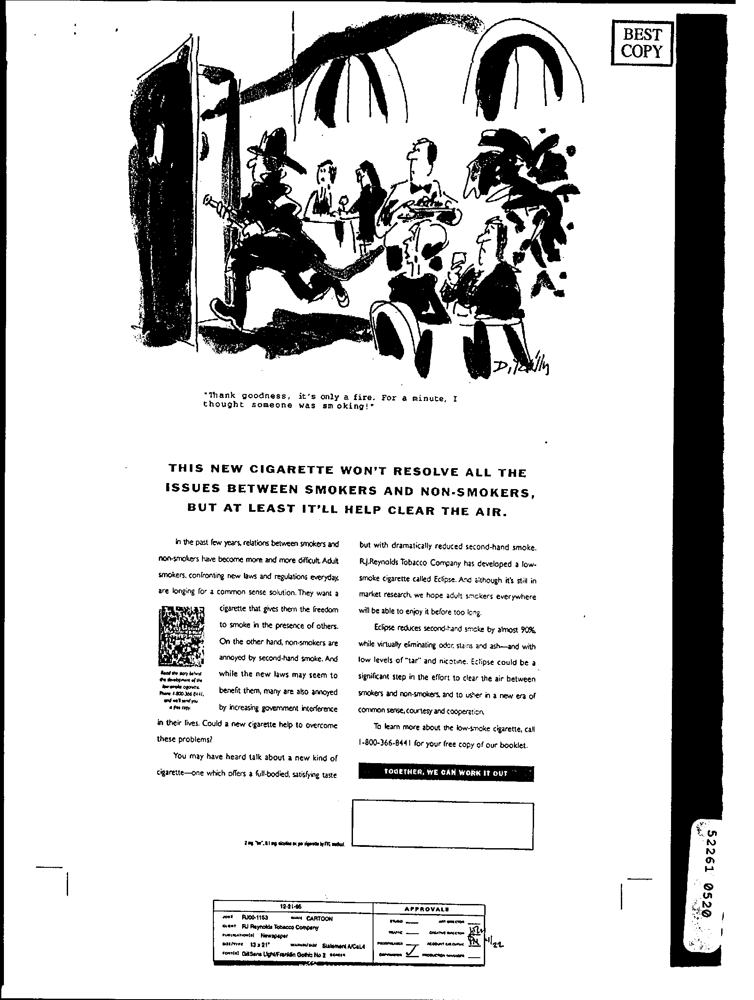 BEST
COPY
"Thank goodness, it's only a fire. For a minute, I
thought someone was smoking!"
THIS NEW CIGARETTE WON'T RESOLVE ALL THE
ISSUES BETWEEN SMOKERS AND NON-SMOKERS,
BUT AT LEAST IT'LL HELP CLEAR THE AIR.
In the past few years, relations between smokers and
non-smokers have become more and more difficult. Adult
smokers, confronting new laws and regulations everyday,
are longing for a common sense solution. They want a
cigarette that gives them the freedom
to smoke in the presence of others.
On the other hand, non-smokers are
annoyed by second-hand smoke. And
while the new laws may seem to
benefit them, many are also annoyed
by increasing government interference
in their lives. Could a new cigarette help to overcome
these problems?
You may have heard talk about a new kind of
cigarette—one which offers a full-bodied, satisfying taste
Read the story behind
the development of the
low-smoke cigarette.
Phone 1-800-366-8441,
and we'll send you
a free copy.
but with dramatically reduced second-hand smoke.
R.J.Reynolds Tobacco Company has developed a low-
smoke cigarette called Eclipse. And although it's still in
market research, we hope adult smokers everywhere
will be able to enjoy it before too long.
Eclipse reduces second-hand smoke by almost 90%,
while virtually eliminating odor, stains and ash—and with
low levels of "tar" and nicotine. Eclipse could be a
significant step in the effort to clear the air between
smokers and non-smokers, and to usher in a new era of
common sense, courtesy and cooperation.
To learn more about the low-smoke cigarette, call
1-800-366-8441 for your free copy of our booklet.
TOGETHER, WE CAN WORK IT OUT
2 mg "tar", 0.1 mg nicotine av. per cigarette by FTC method.
12-21-95
JOB# RJ00-1153 CARTOON
CLIENT RJ Reynolds Tobacco Company
PUBLICATION(S) Newspaper
SIZE/TYPE 13 x 21" Statement A/CaL4
FONT(S) GillSans Light/Franklin Gothic No 2
APPROVALS
STUDIO
ART DIRECTOR
TRAFFIC
CREATIVE DIRECTOR
PROOFREADER
ACCOUNT EXECUTIVE
COPYWRITER
PRODUCTION MANAGER
52261 0520